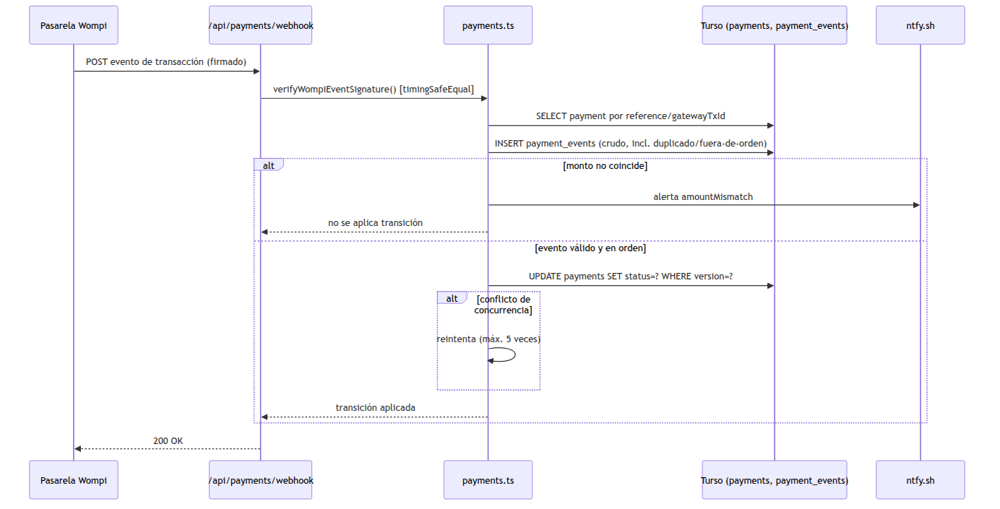 Pasarela Wompi
/api/payments/webhook
payments.ts
Turso (payments, payment_events)
ntfy.sh
POST evento de transacción (firmado)
verifyWompiEventSignature() [timingSafeEqual]
SELECT payment por reference/gatewayTxId
INSERT payment_events (crudo, incl. duplicado/fuera-de-orden)
alt
[monto no coincide]
alerta amountMismatch
no se aplica transición
[evento válido y en orden]
UPDATE payments SET status=? WHERE version=?
alt
[conflicto de
concurrencia]
reintenta (máx. 5 veces)
transición aplicada
200 OK
Pasarela Wompi
/api/payments/webhook
payments.ts
Turso (payments, payment_events)
ntfy.sh